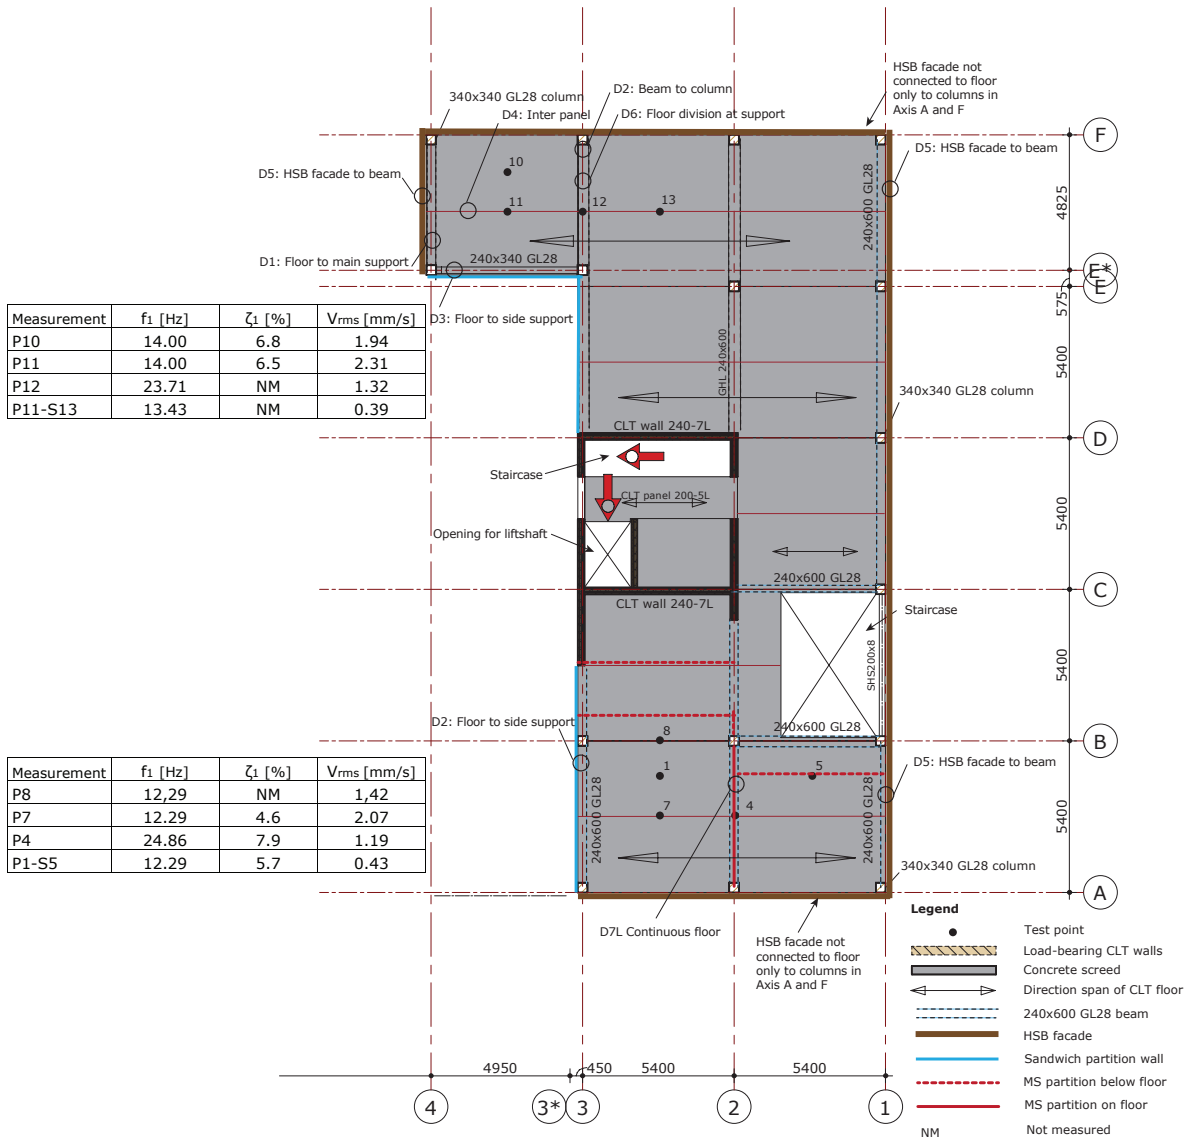 HSB facade not
connected to floor
only to columns in
Axis A and F
D2: Beam to column
340x340 GL28 column
D4: Inter panel
D6: Floor division at support
F
D5: HSB facade to beam
D5: HSB facade to beam
10
11
12
13
240x600 GL28
4825
D1: Floor to main support
240x340 GL28
E*
E
575
D3: Floor to side support
Measurement f1 [Hz] ζ1 [%] Vrms [mm/s]
P10 14.00 6.8 1.94
P11 14.00 6.5 2.31
P12 23.71 NM 1.32
P11-S13 13.43 NM 0.39
GHL 240x600
5400
340x340 GL28 column
CLT wall 240-7L
D
Staircase
CLT panel 200-5L
5400
Opening for liftshaft
240x600 GL28
C
CLT wall 240-7L
Staircase
SHS200x8
5400
D2: Floor to side support
240x600 GL28
B
8
Measurement f1 [Hz] ζ1 [%] Vrms [mm/s]
P8 12,29 NM 1,42
P7 12.29 4.6 2.07
P4 24.86 7.9 1.19
P1-S5 12.29 5.7 0.43
D5: HSB facade to beam
1
5
7
4
240x600 GL28
240x600 GL28
5400
340x340 GL28 column
A
D7L Continuous floor
HSB facade not
connected to floor
only to columns in
Axis A and F
Legend
Test point
Load-bearing CLT walls
Concrete screed
Direction span of CLT floor
240x600 GL28 beam
HSB facade
Sandwich partition wall
MS partition below floor
MS partition on floor
NM Not measured
4950 450 5400 5400
4 3* 3 2 1